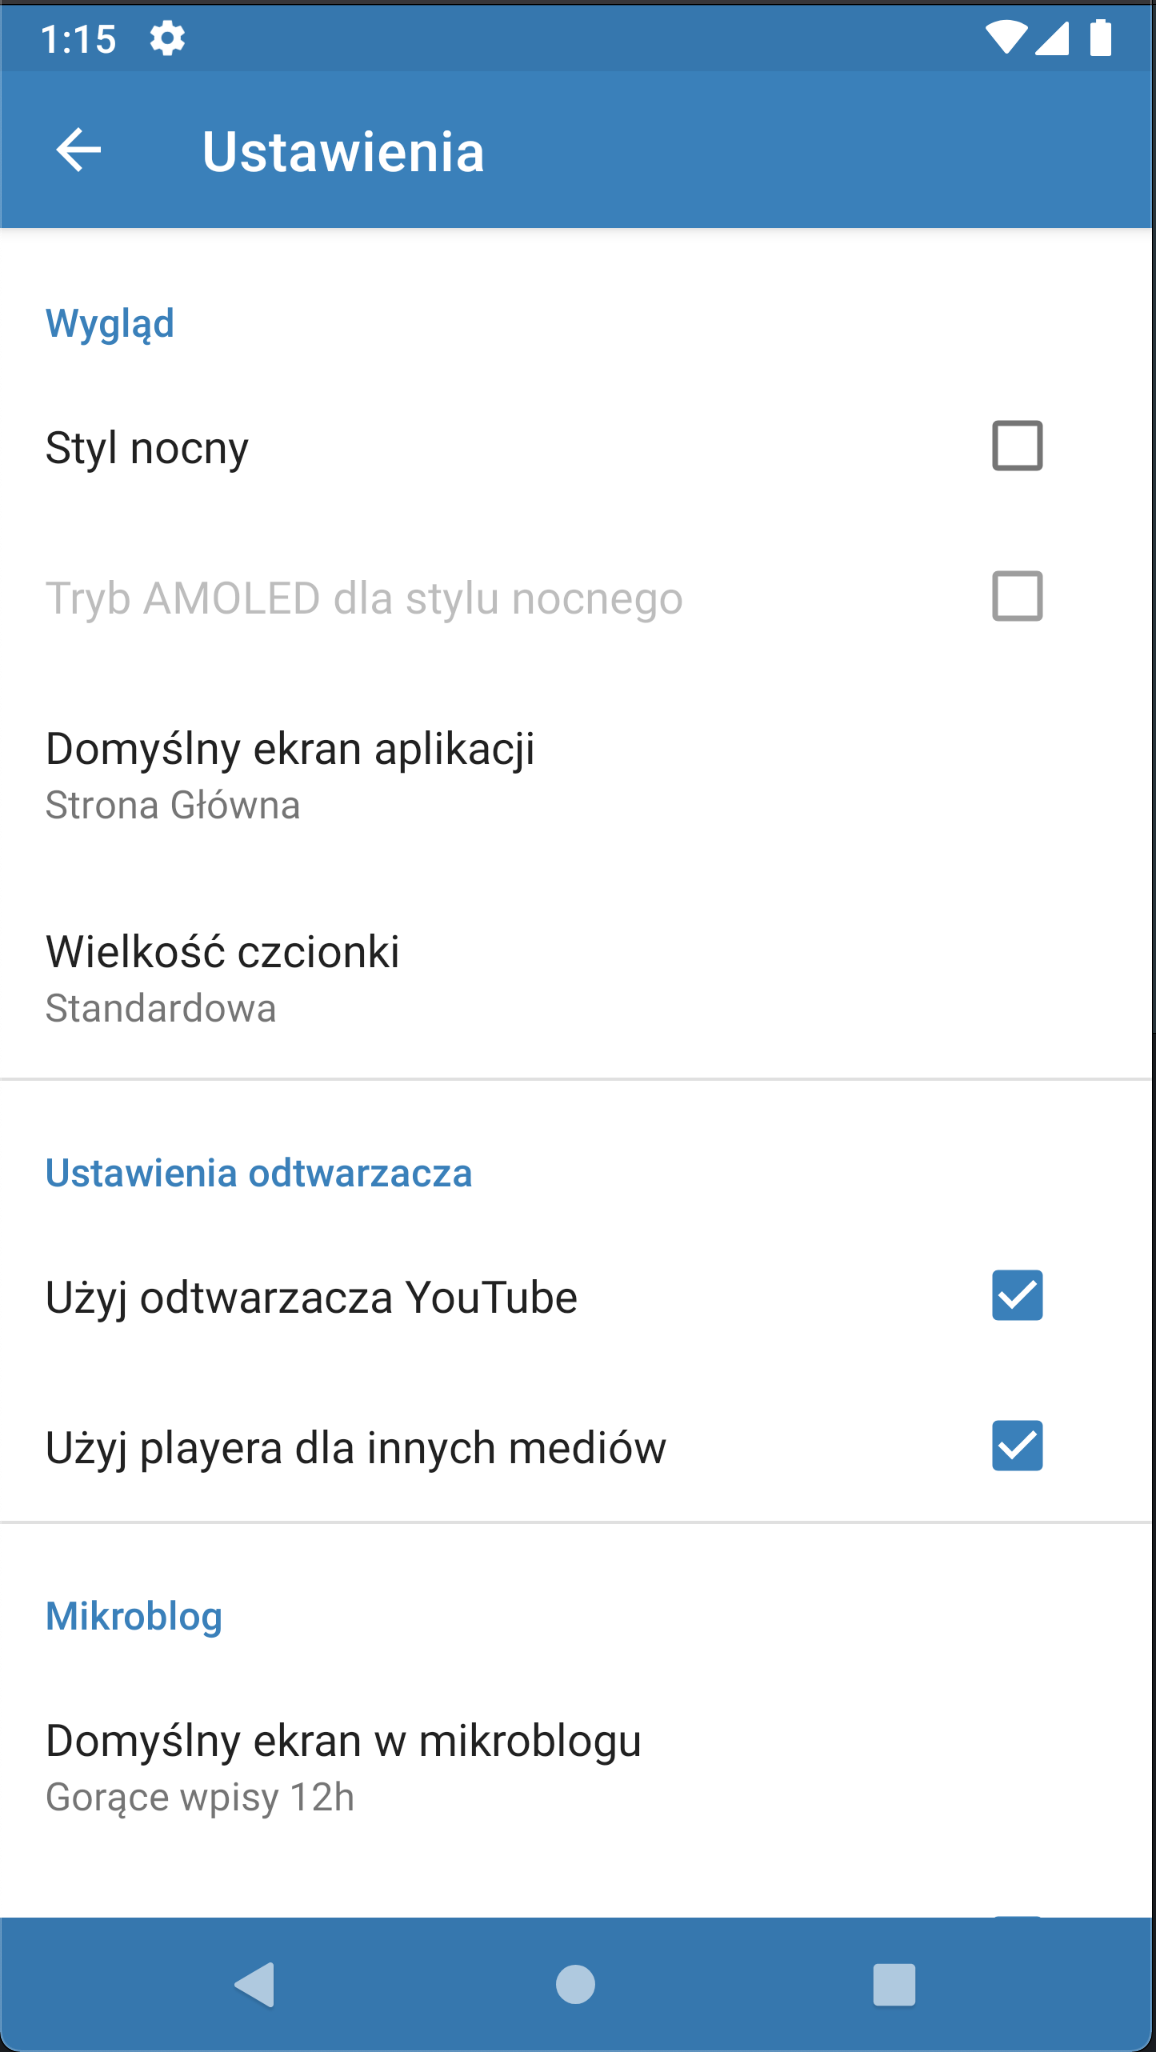 1:15
Ustawienia
Wygląd
Styl nocny
Tryb AMOLED dla stylu nocnego
Domyślny ekran aplikacji
Strona Główna
Wielkość czcionki
Standardowa
Ustawienia odtwarzacza
Użyj odtwarzacza YouTube
Użyj playera dla innych mediów
Mikroblog
Domyślny ekran w mikroblogu
Gorące wpisy 12h